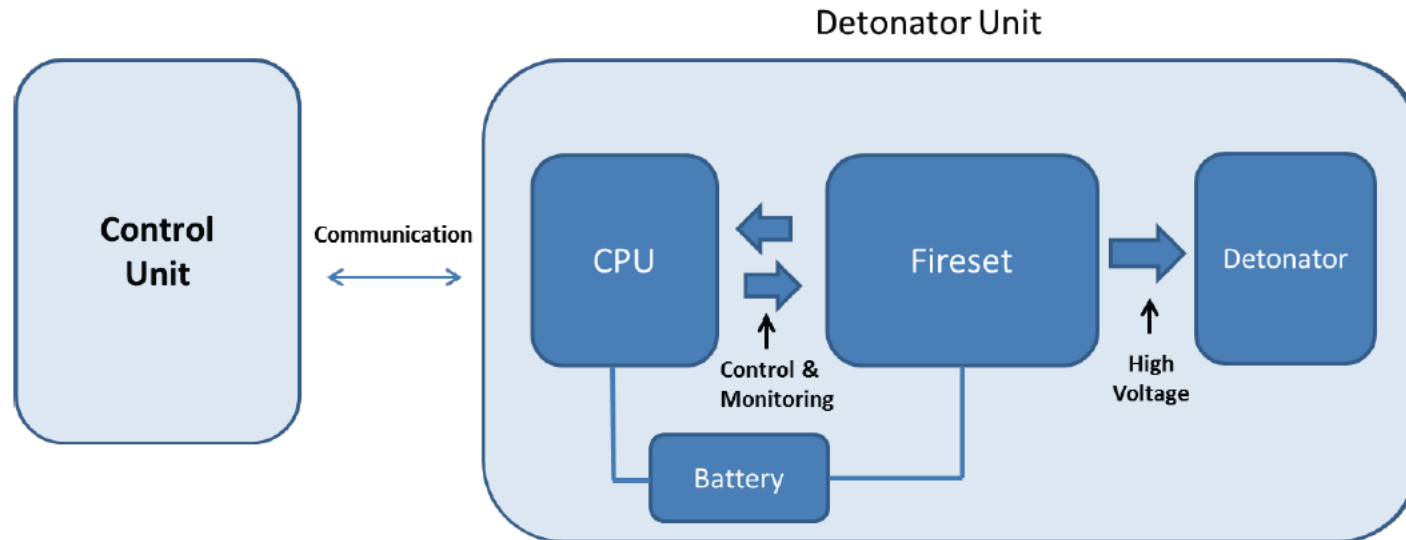 Detonator Unit
Control
Unit
Communication
CPU
Fireset
Detonator
Control &
Monitoring
High
Voltage
Battery